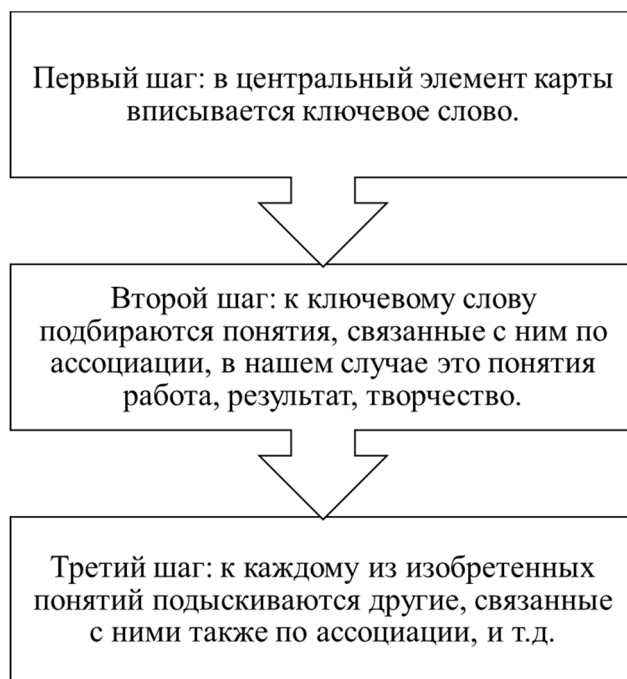 Первый шаг: в центральный элемент карты
вписывается ключевое слово.
Второй шаг: к ключевому слову
подбираются понятия, связанные с ним по
ассоциации, в нашем случае это понятия
работа, результат, творчество.
Третий шаг: к каждому из изобретенных
понятий подыскиваются другие, связанные
с ними также по ассоциации, и т.д.